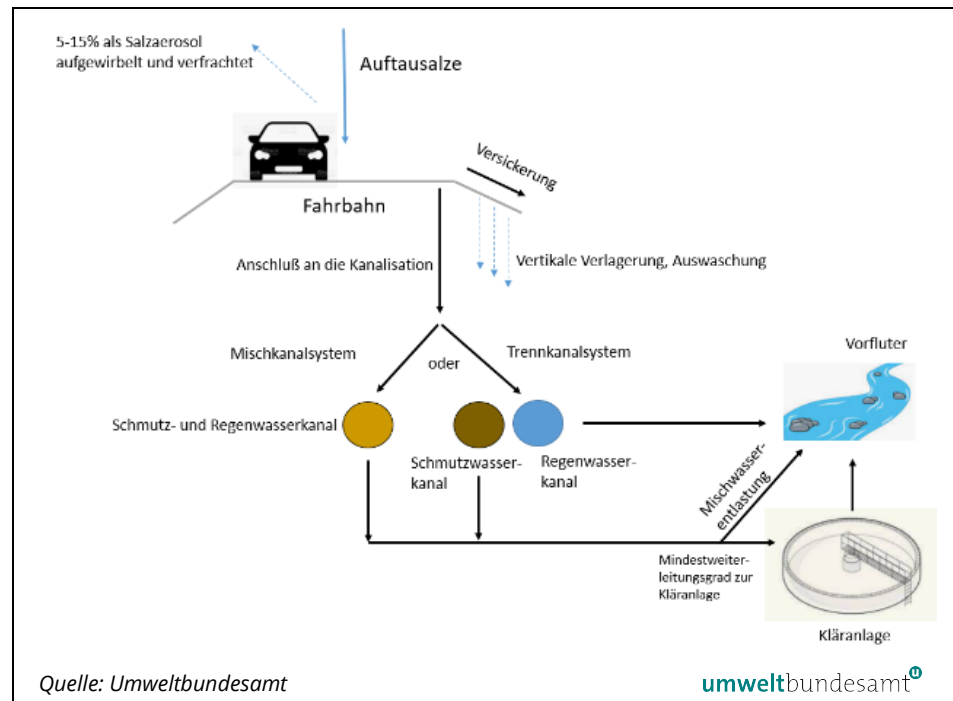 5-15% als Salzaerosol
aufgewirbelt und verfrachtet
Auftausalze
Versickerung
Fahrbahn
Anschluß an die Kanalisation
Vertikale Verlagerung, Auswaschung
Mischkanalsystem
oder
Trennkanalsystem
Vorfluter
Schmutz- und Regenwasserkanal
Schmutzwasser-
kanal
Regenwasser-
kanal
Mischwasser-
entlastung
Mindestweiter-
leitungsgrad zur
Kläranlage
Kläranlage
Quelle: Umweltbundesamt
umweltbundesamt
u